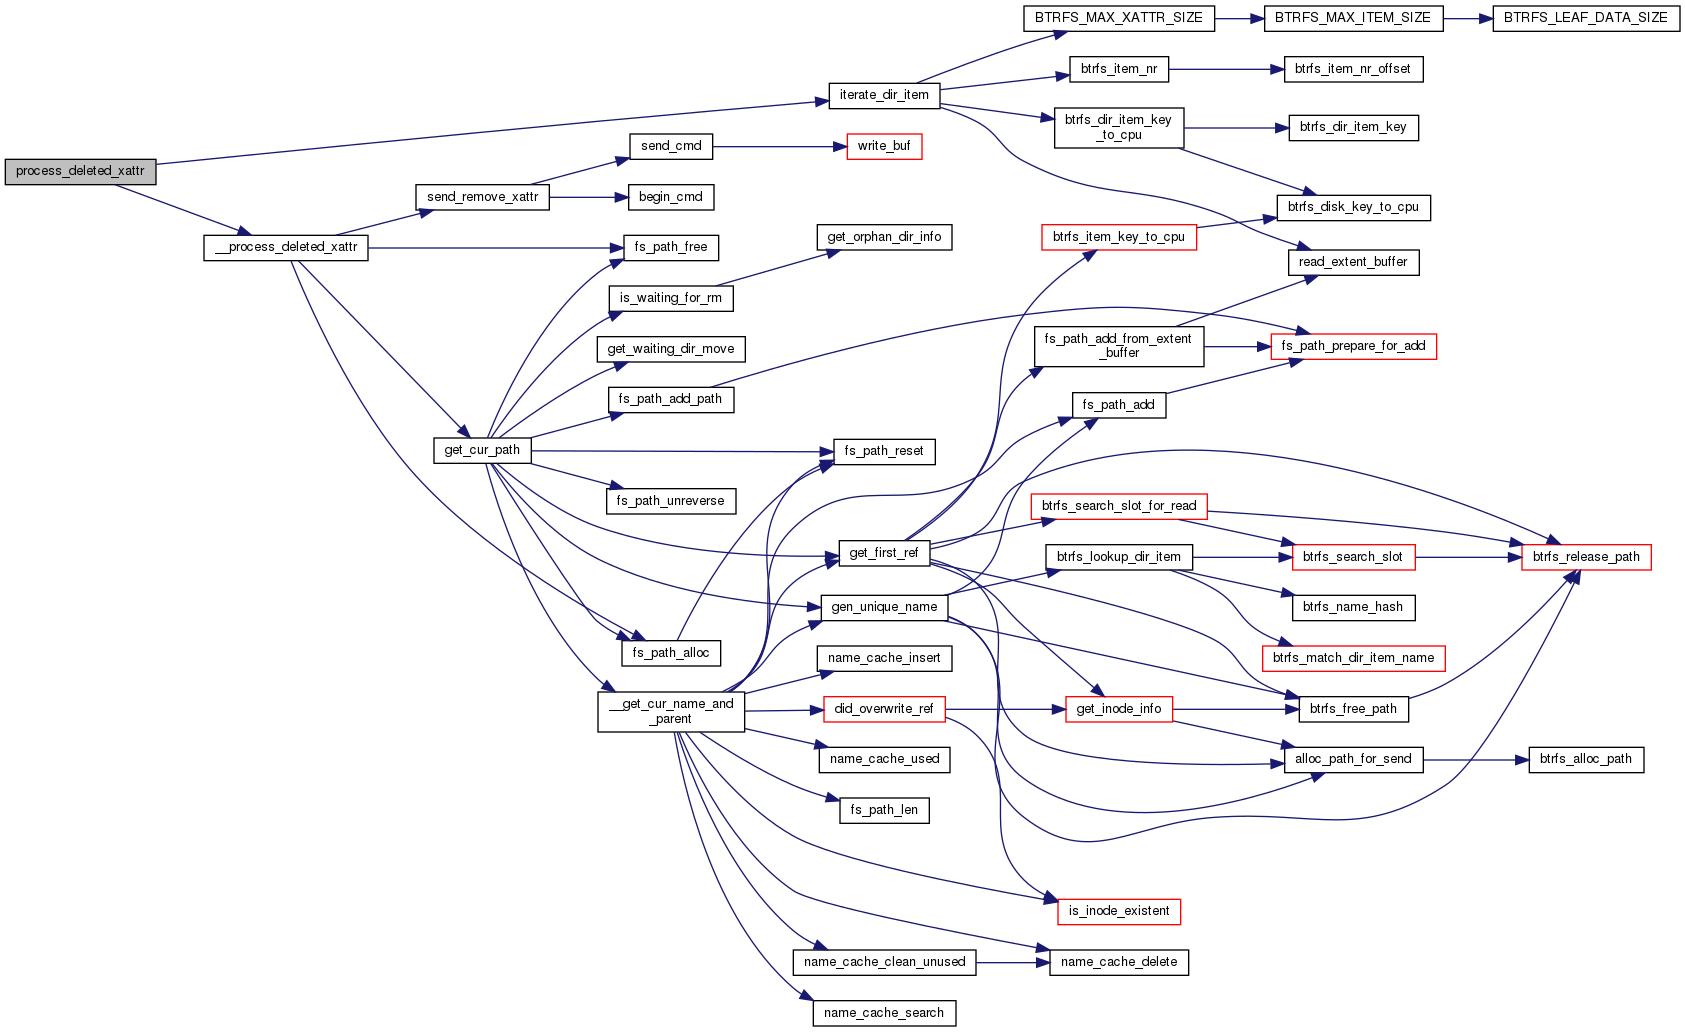 BTRFS_MAX_XATTR_SIZE
BTRFS_MAX_ITEM_SIZE
BTRFS_LEAF_DATA_SIZE
btrfs_item_nr
btrfs_item_nr_offset
iterate_dir_item
btrfs_dir_item_key
_to_cpu
btrfs_dir_item_key
send_cmd
write_buf
process_deleted_xattr
send_remove_xattr
begin_cmd
btrfs_disk_key_to_cpu
get_orphan_dir_info
btrfs_item_key_to_cpu
__process_deleted_xattr
fs_path_free
read_extent_buffer
is_waiting_for_rm
get_waiting_dir_move
fs_path_add_from_extent
_buffer
fs_path_prepare_for_add
fs_path_add_path
fs_path_add
get_cur_path
fs_path_reset
fs_path_unreverse
btrfs_search_slot_for_read
get_first_ref
btrfs_lookup_dir_item
btrfs_search_slot
btrfs_release_path
gen_unique_name
btrfs_name_hash
fs_path_alloc
name_cache_insert
btrfs_match_dir_item_name
__get_cur_name_and
_parent
did_overwrite_ref
get_inode_info
btrfs_free_path
name_cache_used
alloc_path_for_send
btrfs_alloc_path
fs_path_len
is_inode_existent
name_cache_clean_unused
name_cache_delete
name_cache_search